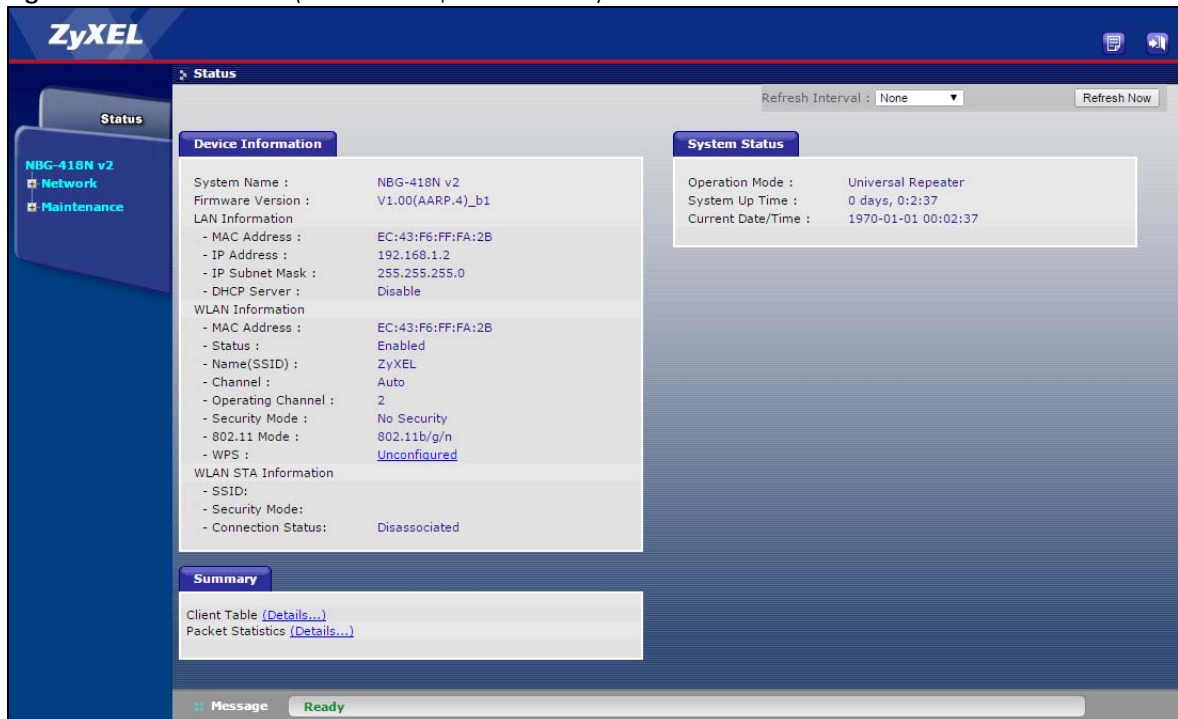 ZyXEL
Status
Refresh Interval : None
Refresh Now
Status
NBG-418N v2
Network
Maintenance
Device Information
System Name : NBG-418N v2
Firmware Version : V1.00(AARP.4)_b1
LAN Information
- MAC Address : EC:43:F6:FF:FA:2B
- IP Address : 192.168.1.2
- IP Subnet Mask : 255.255.255.0
- DHCP Server : Disable
WLAN Information
- MAC Address : EC:43:F6:FF:FA:2B
- Status : Enabled
- Name(SSID) : ZyXEL
- Channel : Auto
- Operating Channel : 2
- Security Mode : No Security
- 802.11 Mode : 802.11b/g/n
- WPS : Unconfigured
WLAN STA Information
- SSID:
- Security Mode:
- Connection Status: Disassociated
System Status
Operation Mode : Universal Repeater
System Up Time : 0 days, 0:2:37
Current Date/Time : 1970-01-01 00:02:37
Summary
Client Table (Details...)
Packet Statistics (Details...)
Message Ready